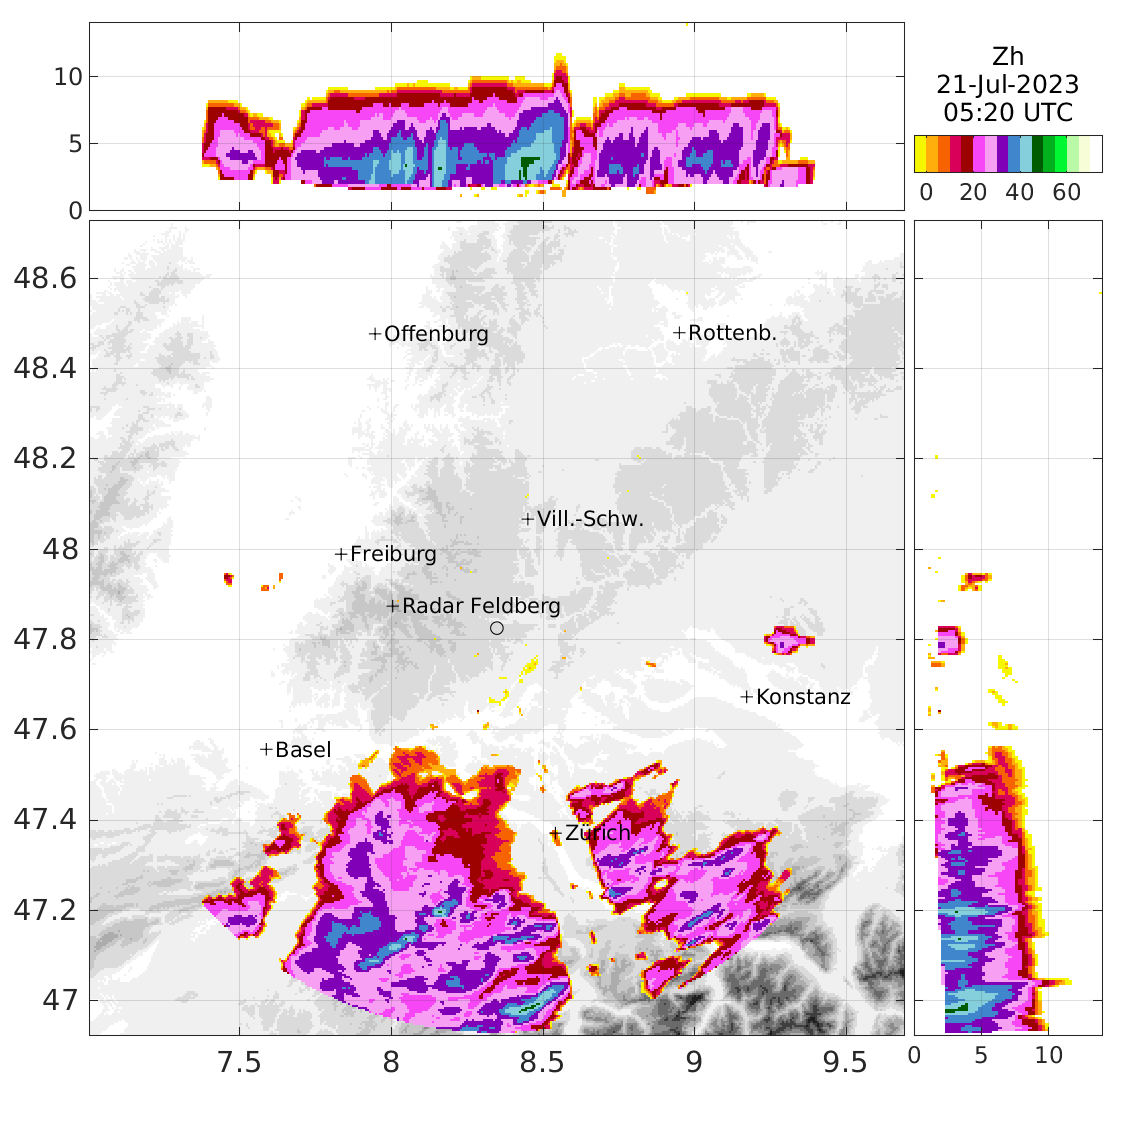 Zh
21-Jul-2023
05:20 UTC
0 20 40 60
10
5
0
48.6
48.4
48.2
48
47.8
47.6
47.4
47.2
47
Offenburg
Rottenb.
Vill.-Schw.
Freiburg
Radar Feldberg
Konstanz
Basel
Zürich
7.5 8 8.5 9 9.5
0 5 10